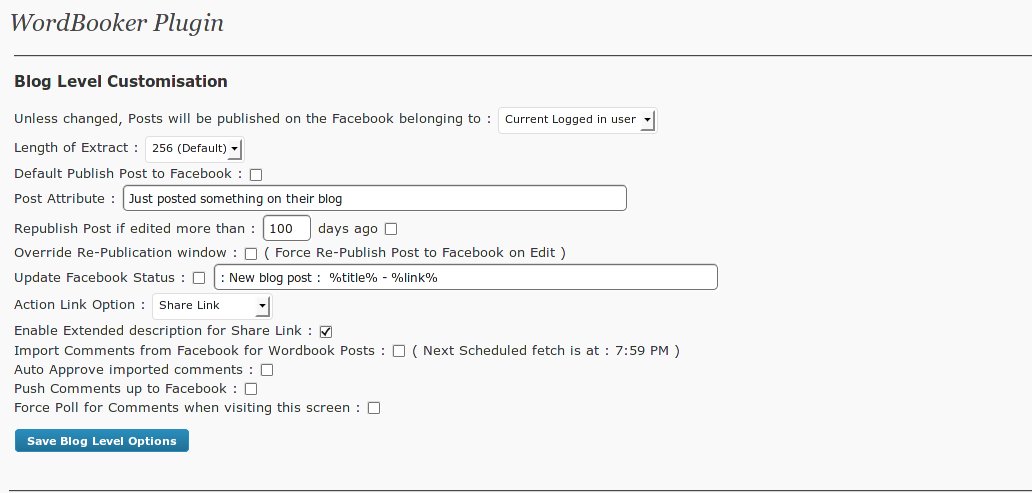 WordBooker Plugin
Blog Level Customisation
Unless changed, Posts will be published on the Facebook belonging to : Current Logged in user
Length of Extract : 256 (Default)
Default Publish Post to Facebook :
Post Attribute : Just posted something on their blog
Republish Post if edited more than : 100 days ago
Override Re-Publication window : ( Force Re-Publish Post to Facebook on Edit )
Update Facebook Status : : New blog post : %title% - %link%
Action Link Option : Share Link
Enable Extended description for Share Link :
Import Comments from Facebook for Wordbook Posts : ( Next Scheduled fetch is at : 7:59 PM )
Auto Approve imported comments :
Push Comments up to Facebook :
Force Poll for Comments when visiting this screen :
Save Blog Level Options